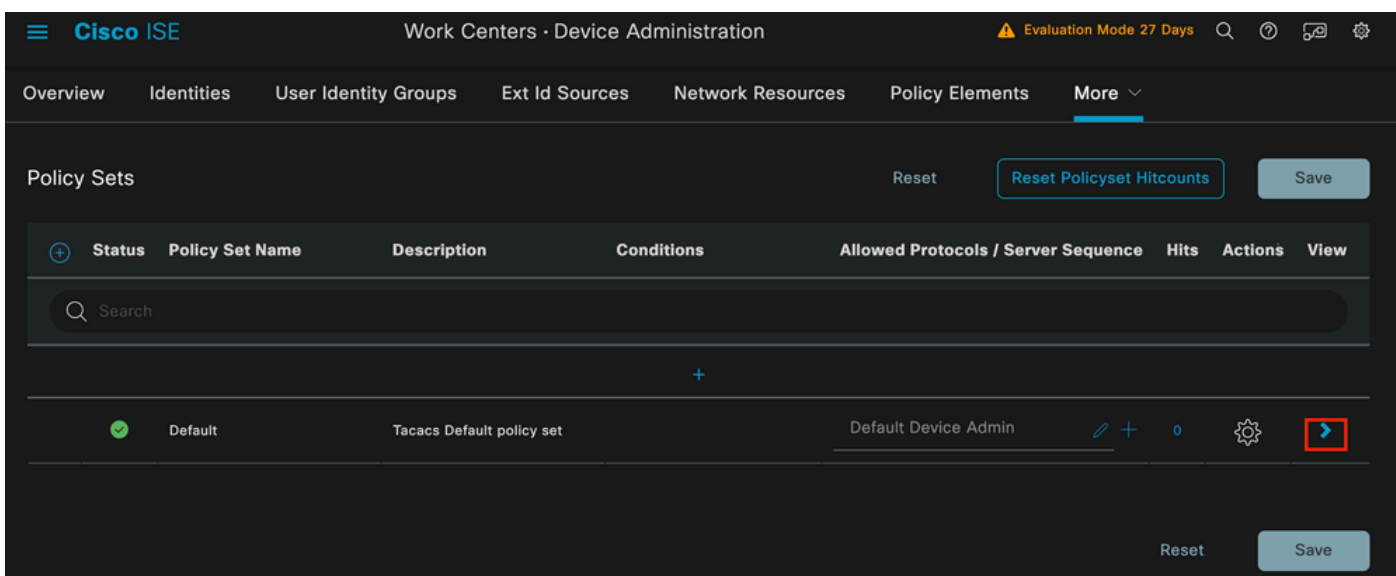 Cisco ISE
Work Centers · Device Administration
Evaluation Mode 27 Days
Overview Identities User Identity Groups Ext Id Sources Network Resources Policy Elements More
Policy Sets
Reset
Reset Policyset Hitcounts
Save
Status Policy Set Name Description Conditions Allowed Protocols / Server Sequence Hits Actions View
Search
+
Default Tacacs Default policy set Default Device Admin + 0
Reset
Save